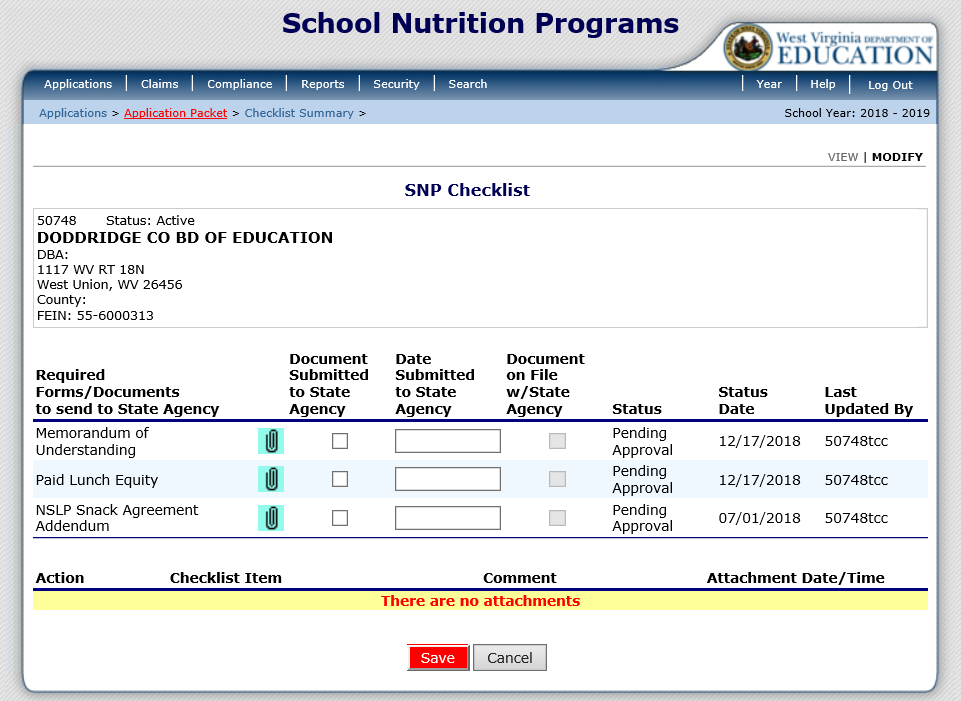 School Nutrition Programs
West Virginia DEPARTMENT OF
EDUCATION
Applications | Claims | Compliance | Reports | Security | Search | Year | Help | Log Out
Applications > Application Packet > Checklist Summary > School Year: 2018 - 2019
VIEW | MODIFY
SNP Checklist
50748 Status: Active
DODDRIDGE CO BD OF EDUCATION
DBA:
1117 WV RT 18N
West Union, WV 26456
County:
FEIN: 55-6000313
Required Forms/Documents to send to State Agency
Document Submitted to State Agency
Date Submitted to State Agency
Document on File w/State Agency
Status
Status Date
Last Updated By
Memorandum of Understanding Pending Approval 12/17/2018 50748tcc
Paid Lunch Equity Pending Approval 12/17/2018 50748tcc
NSLP Snack Agreement Addendum Pending Approval 07/01/2018 50748tcc
Action Checklist Item Comment Attachment Date/Time
There are no attachments
Save Cancel